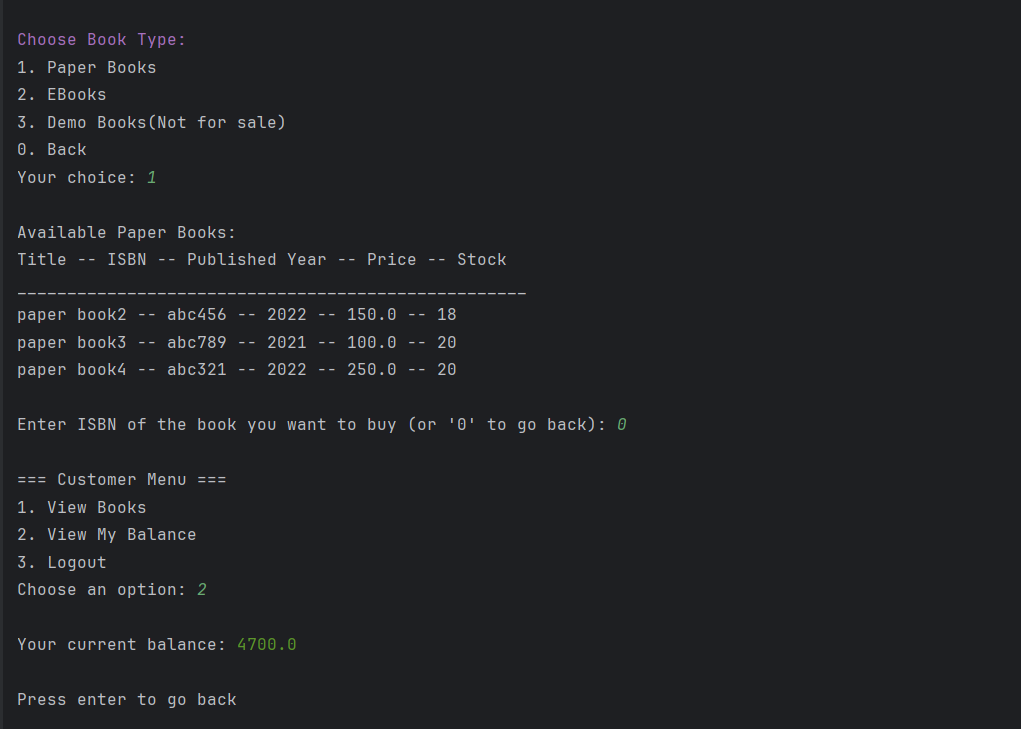 Choose Book Type:
1. Paper Books
2. EBooks
3. Demo Books(Not for sale)
0. Back
Your choice: 1
Available Paper Books:
Title -- ISBN -- Published Year -- Price -- Stock
___________________________________________________
paper book2 -- abc456 -- 2022 -- 150.0 -- 18
paper book3 -- abc789 -- 2021 -- 100.0 -- 20
paper book4 -- abc321 -- 2022 -- 250.0 -- 20
Enter ISBN of the book you want to buy (or '0' to go back): 0
=== Customer Menu ===
1. View Books
2. View My Balance
3. Logout
Choose an option: 2
Your current balance: 4700.0
Press enter to go back